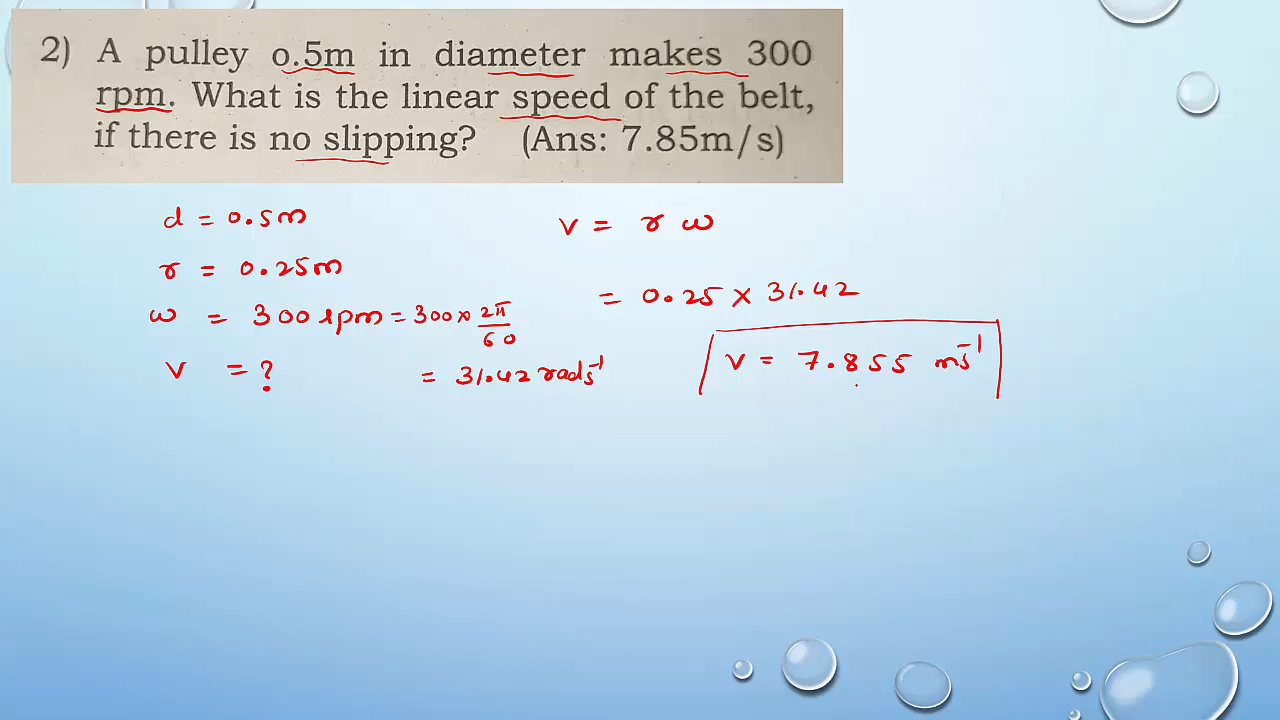 2) A pulley 0.5m in diameter makes 300
rpm. What is the linear speed of the belt,
if there is no slipping? (Ans: 7.85m/s)
d = 0.5m
r = 0.25m
ω = 300 rpm = 300 × 2π/60
= 31.42 rad s⁻¹
v = ?
v = r ω
= 0.25 × 31.42
v = 7.855 ms⁻¹